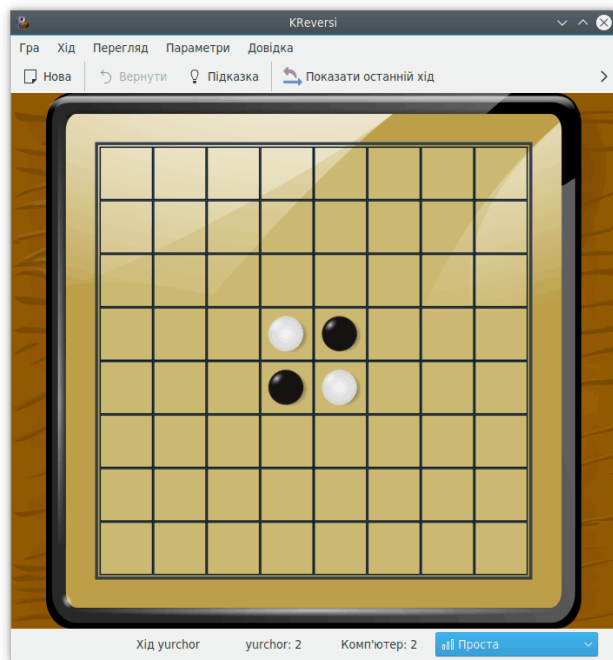 KReversi
Гра Хід Перегляд Параметри Довідка
Нова Вернути Підказка Показати останній хід
Хід yurchor yurchor: 2 Комп'ютер: 2 Проста